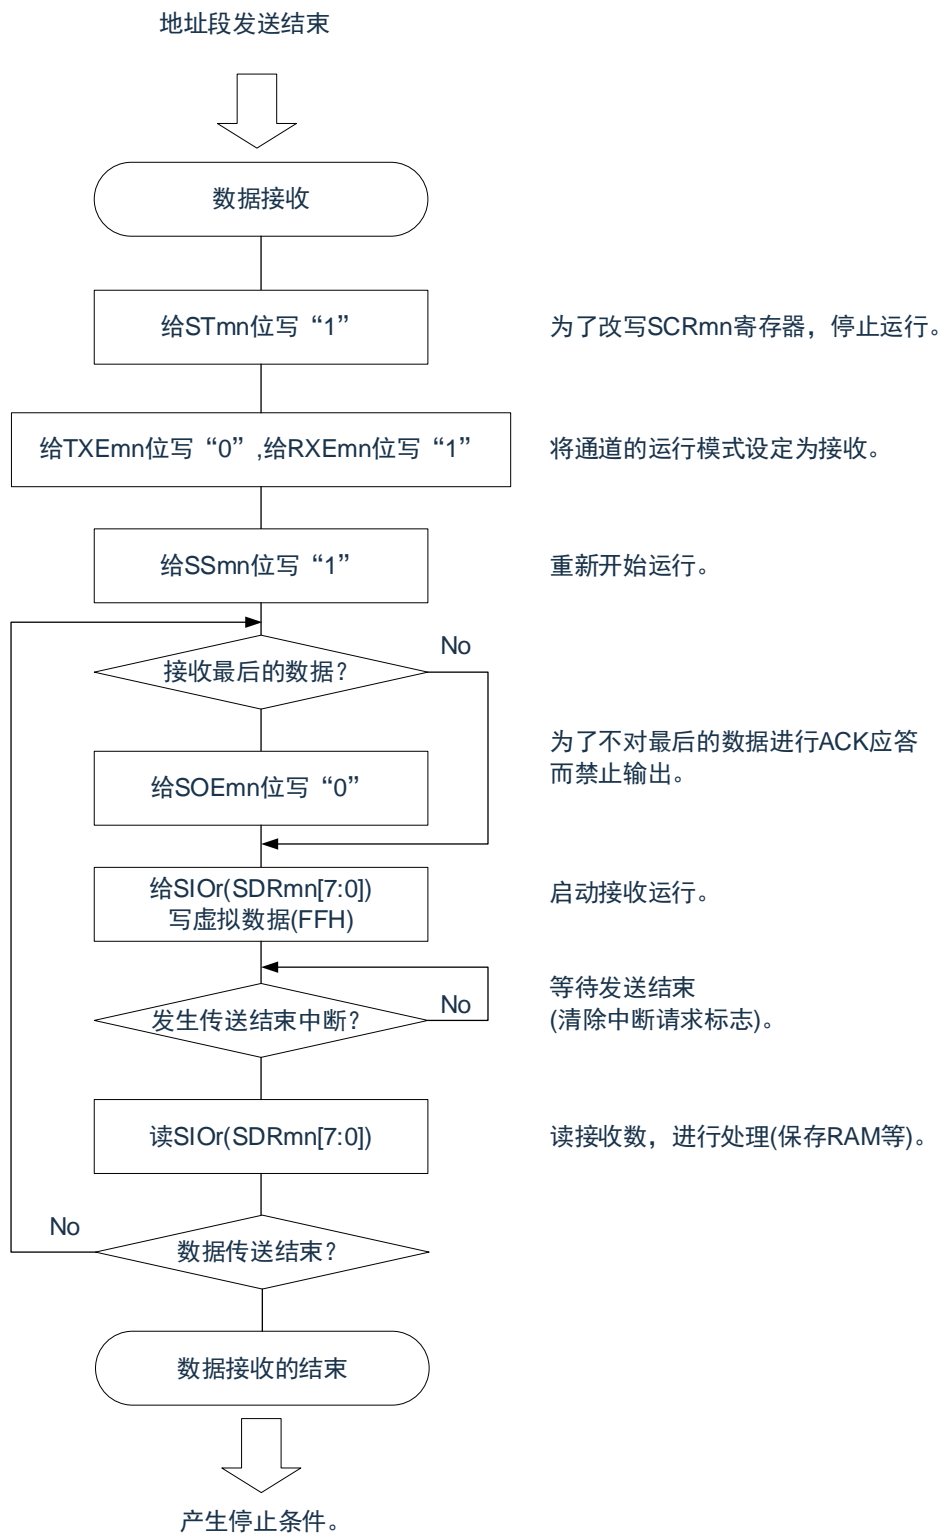 地址段发送结束
数据接收
给STmn位写“1”
为了改写SCRmn寄存器，停止运行。
给TXEmn位写“0”,给RXEmn位写“1”
将通道的运行模式设定为接收。
给SSmn位写“1”
重新开始运行。
No
接收最后的数据？
为了不对最后的数据进行ACK应答
而禁止输出。
给SOEmn位写“0”
给SIOr(SDRmn[7:0])
写虚拟数据(FFH)
启动接收运行。
等待发送结束
(清除中断请求标志)。
发生传送结束中断？
No
读SIOr(SDRmn[7:0])
读接收数，进行处理(保存RAM等)。
No
数据传送结束？
数据接收的结束
产生停止条件。